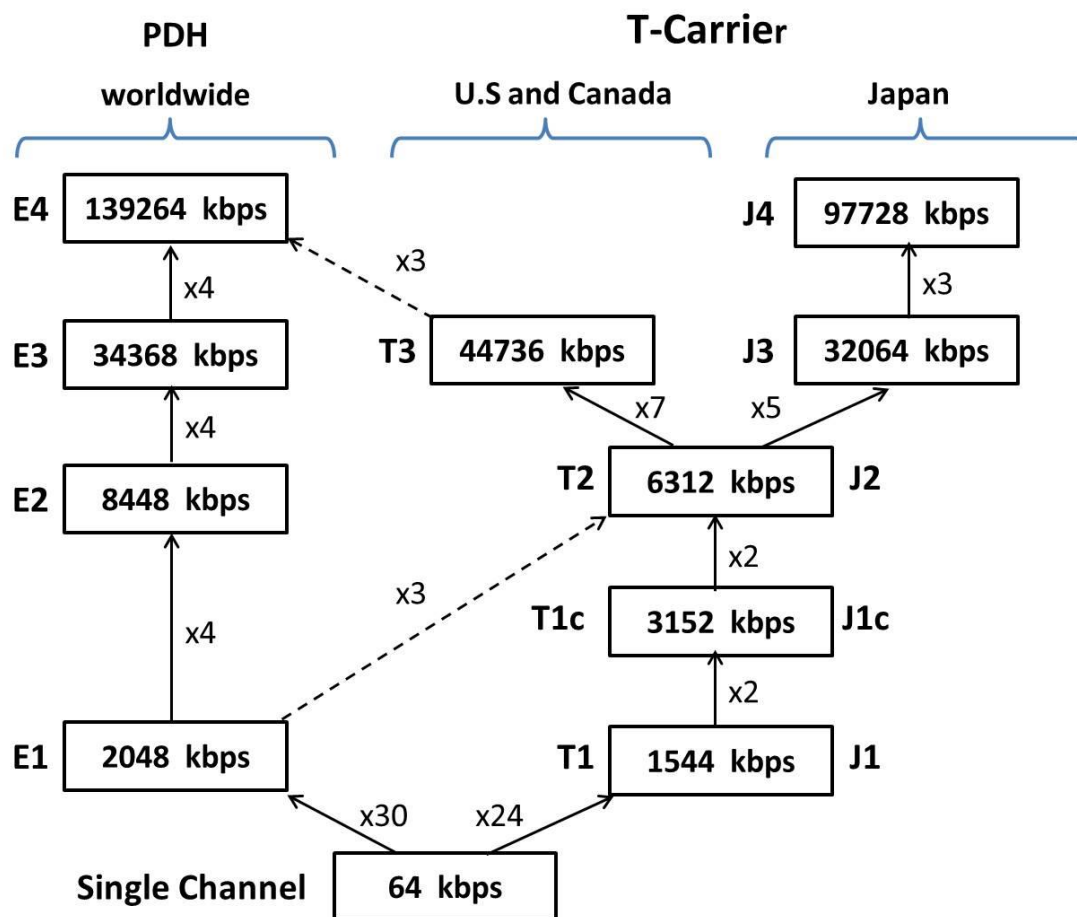 PDH
T-Carrier
worldwide
U.S and Canada
Japan
E4 139264 kbps
J4 97728 kbps
x3
x4
x3
E3 34368 kbps
T3 44736 kbps
J3 32064 kbps
x4
x7
x5
E2 8448 kbps
T2 6312 kbps J2
x3
x2
x4
T1c 3152 kbps J1c
x2
E1 2048 kbps
T1 1544 kbps J1
x30
x24
Single Channel 64 kbps